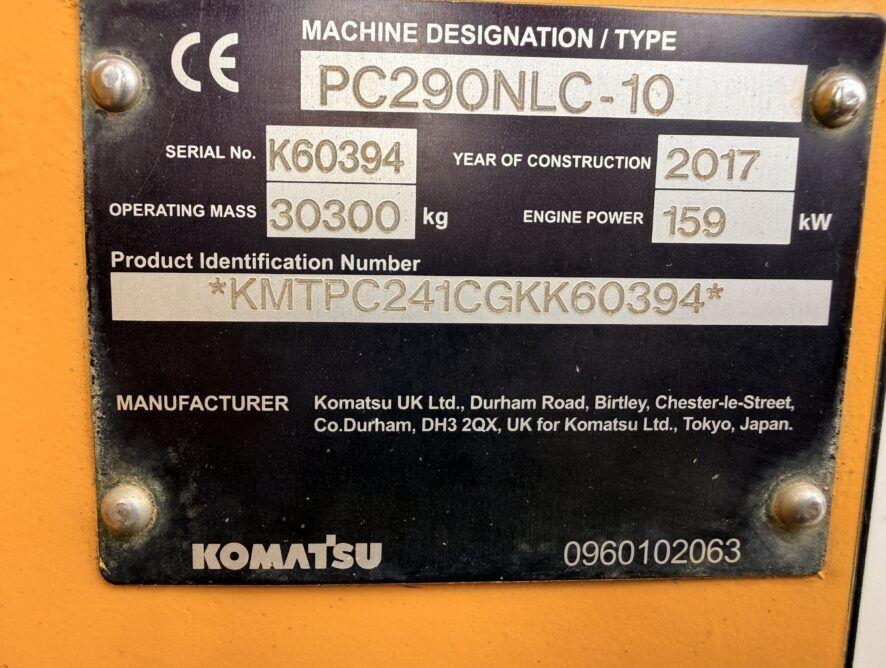 CE
MACHINE DESIGNATION / TYPE
PC290NLC-10
SERIAL No. K60394 YEAR OF CONSTRUCTION 2017
OPERATING MASS 30300 kg ENGINE POWER 159 kW
Product Identification Number
*KMTPC241CGKK60394*
MANUFACTURER Komatsu UK Ltd., Durham Road, Birtley, Chester-le-Street,
Co.Durham, DH3 2QX, UK for Komatsu Ltd., Tokyo, Japan.
KOMATSU 0960102063